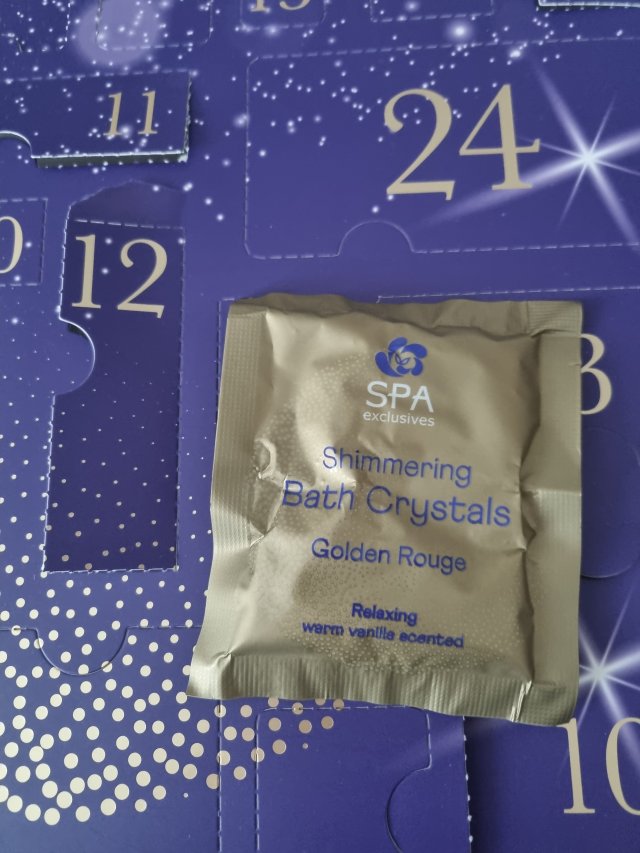 11
24
12
SPA
exclusives
Shimmering
Bath Crystals
Golden Rouge
Relaxing
warm vanilla scented